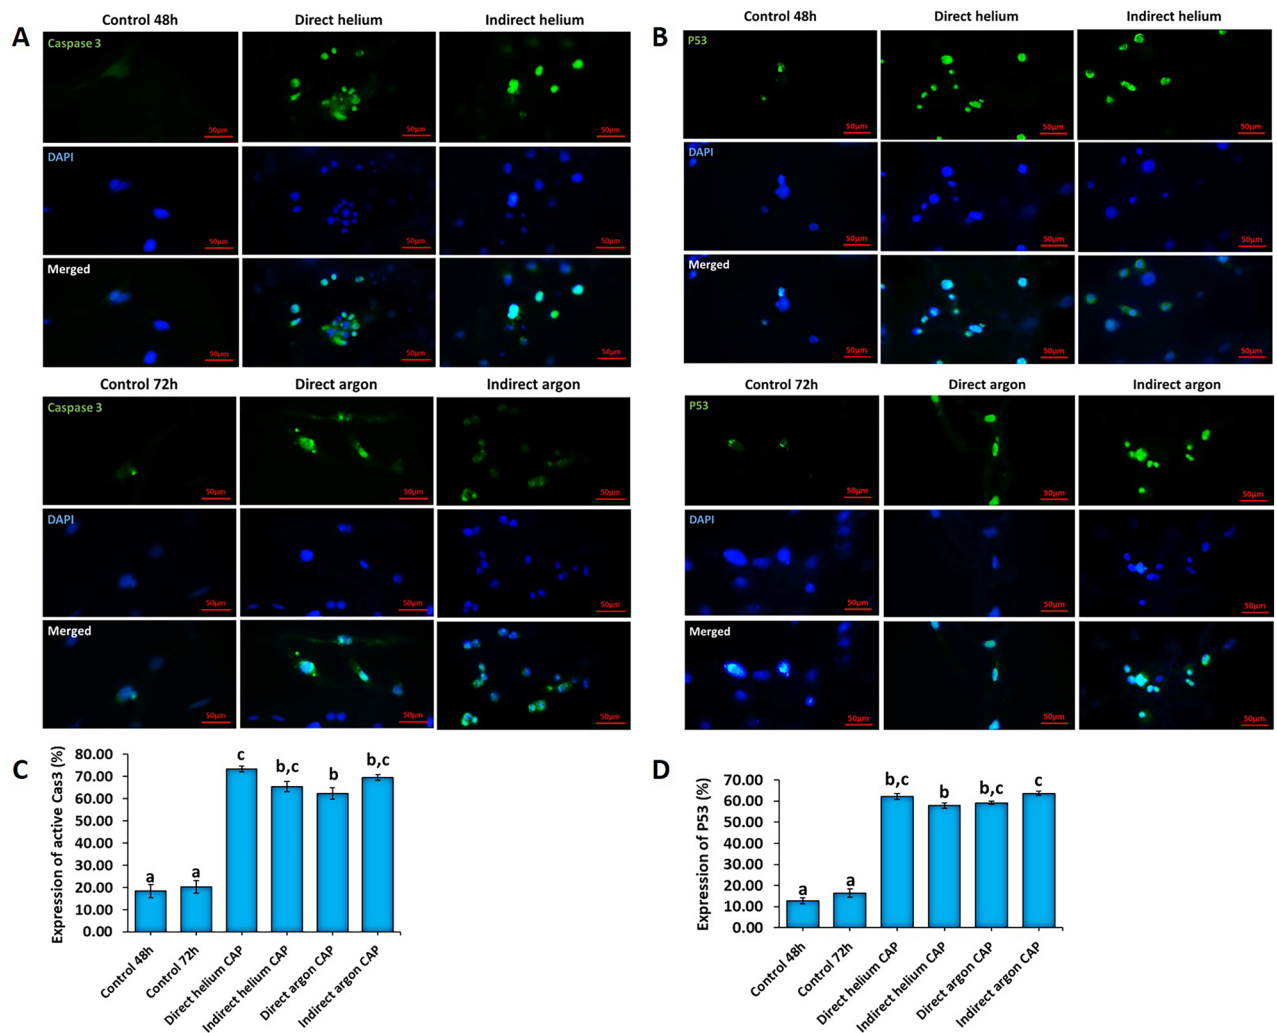 A
Control 48h Direct helium Indirect helium
Caspase 3
50µm 50µm 50µm
DAPI
50µm 50µm 50µm
Merged
50µm 50µm 50µm
Control 72h Direct argon Indirect argon
Caspase 3
50µm 50µm 50µm
DAPI
50µm 50µm 50µm
Merged
50µm 50µm 50µm
B
Control 48h Direct helium Indirect helium
P53
50µm 50µm 50µm
DAPI
50µm 50µm 50µm
Merged
50µm 50µm 50µm
Control 72h Direct argon Indirect argon
P53
50µm 50µm 50µm
DAPI
50µm 50µm 50µm
Merged
50µm 50µm 50µm
C
Expression of active Cas3 (%)
80.00
70.00
60.00
50.00
40.00
30.00
20.00
10.00
0.00
a a c b,c b b,c
Control 48h
Control 72h
Direct helium CAP
Indirect helium CAP
Direct argon CAP
Indirect argon CAP
D
Expression of P53 (%)
70.00
60.00
50.00
40.00
30.00
20.00
10.00
0.00
a a b,c b b,c c
Control 48h
Control 72h
Direct helium CAP
Indirect helium CAP
Direct argon CAP
Indirect argon CAP